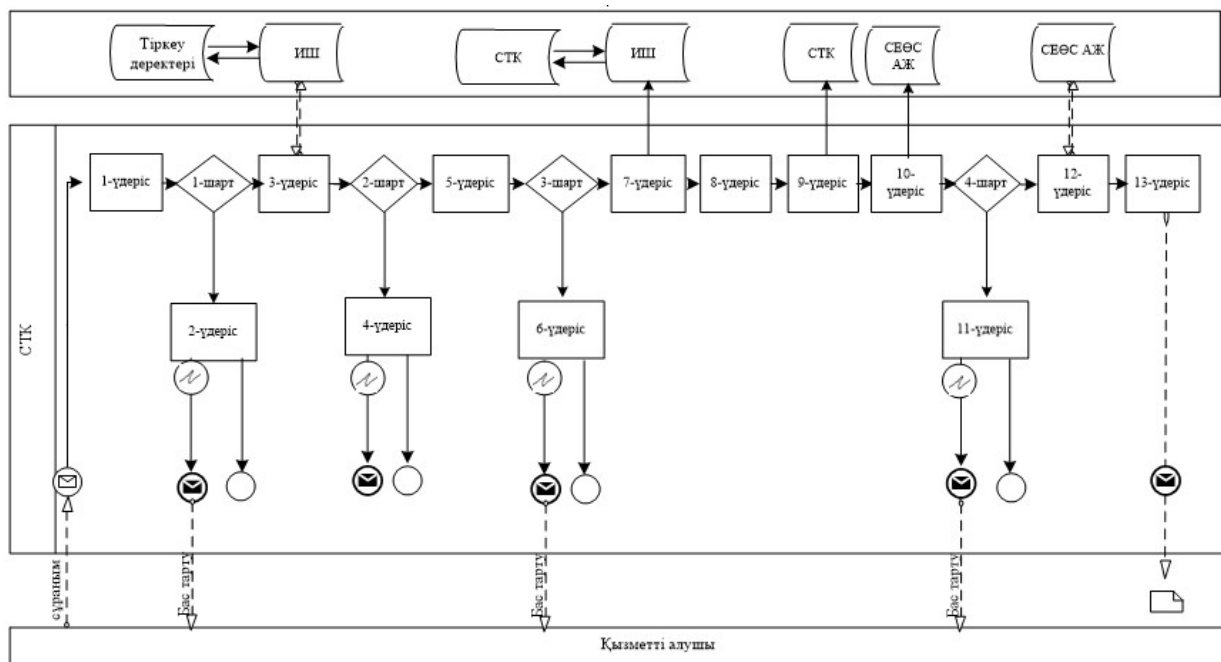 Тіркеу
деректері
ИШ
СТК
ИШ
СТК
СЕӨС
АЖ
СЕӨС АЖ
СТК
1-үдеріс
1-шарт
3-үдеріс
2-шарт
5-үдеріс
3-шарт
7-үдеріс
8-үдеріс
9-үдеріс
10-
үдеріс
4-шарт
12-
үдеріс
13-үдеріс
2-үдеріс
4-үдеріс
6-үдеріс
11-үдеріс
сұраным
Бас тарту
Бас тарту
Бас тарту
Қызметті алушы